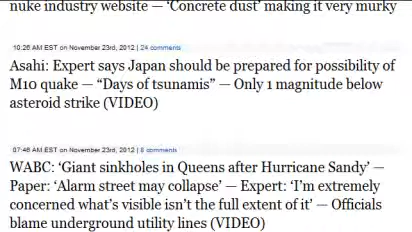 nuke industry website — ‘Concrete dust’ making it very murky
10:26 AM EST on November 23rd, 2012 | 24 comments
Asahi: Expert says Japan should be prepared for possibility of
M10 quake — “Days of tsunamis” — Only 1 magnitude below
asteroid strike (VIDEO)
07:46 AM EST on November 23rd, 2012 | 8 comments
WABC: ‘Giant sinkholes in Queens after Hurricane Sandy’ —
Paper: ‘Alarm street may collapse’ — Expert: ‘I’m extremely
concerned what’s visible isn’t the full extent of it’ — Officials
blame underground utility lines (VIDEO)